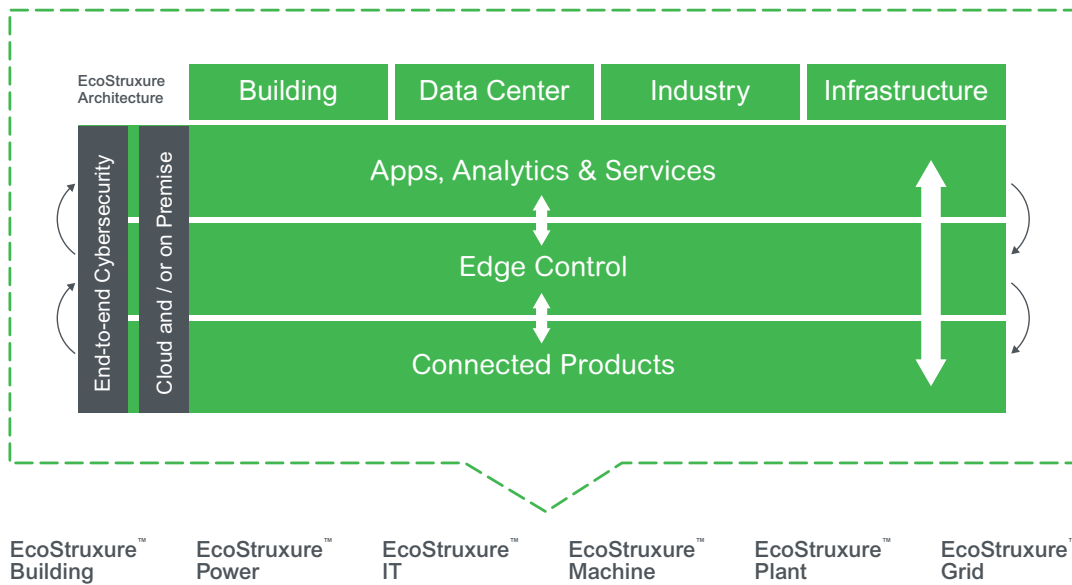 EcoStruxure
Architecture
Building
Data Center
Industry
Infrastructure
End-to-end Cybersecurity
Cloud and / or on Premise
Apps, Analytics & Services
Edge Control
Connected Products
EcoStruxure™
Building
EcoStruxure™
Power
EcoStruxure™
IT
EcoStruxure™
Machine
EcoStruxure™
Plant
EcoStruxure™
Grid